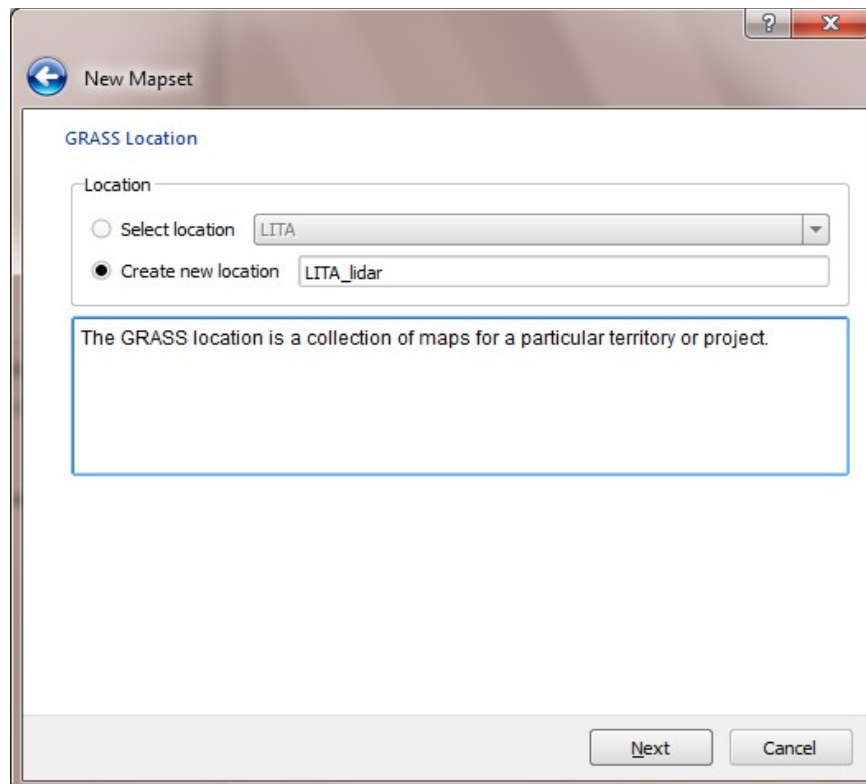 ?
New Mapset
GRASS Location
Location
Select location LITA
Create new location LITA_lidar
The GRASS location is a collection of maps for a particular territory or project.
Next Cancel